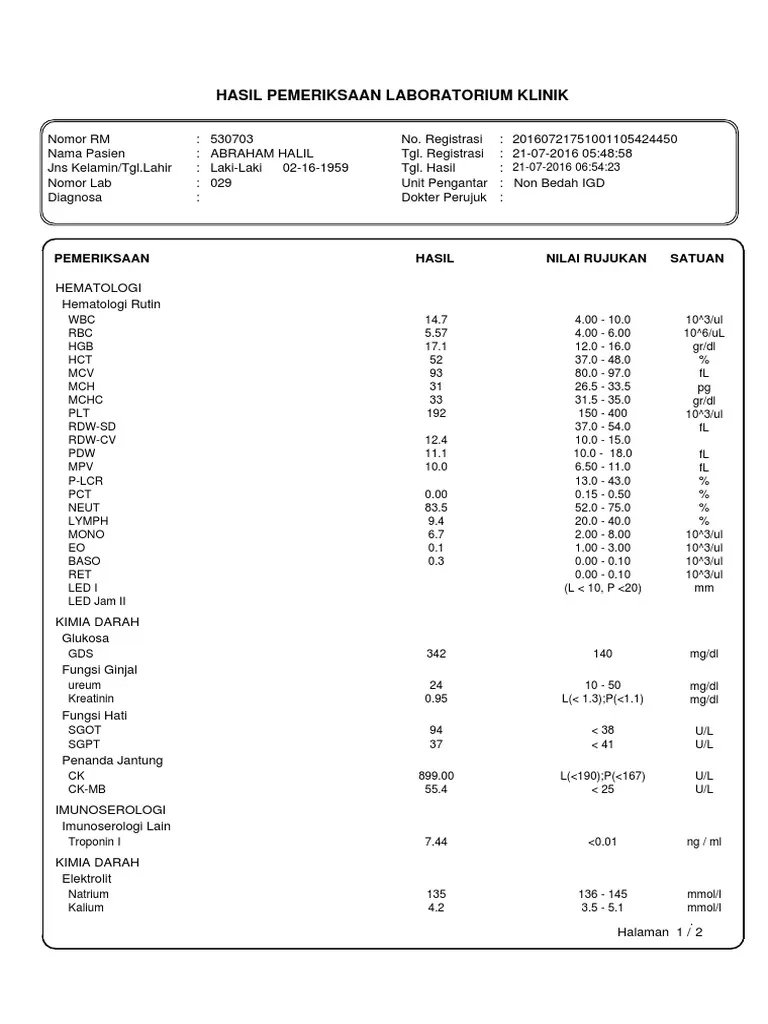 HASIL PEMERIKSAAN LABORATORIUM KLINIK
Nomor RM : 530703 No. Registrasi : 20160721751001105424450
Nama Pasien : ABRAHAM HALIL Tgl. Registrasi : 21-07-2016 05:48:58
Jns Kelamin/Tgl.Lahir : Laki-Laki 02-16-1959 Tgl. Hasil : 21-07-2016 06:54:23
Nomor Lab : 029 Unit Pengantar : Non Bedah IGD
Diagnosa : Dokter Perujuk :
PEMERIKSAAN HASIL NILAI RUJUKAN SATUAN
HEMATOLOGI
Hematologi Rutin
WBC 14.7 4.00 - 10.0 10^3/ul
RBC 5.57 4.00 - 6.00 10^6/uL
HGB 17.1 12.0 - 16.0 gr/dl
HCT 52 37.0 - 48.0 %
MCV 93 80.0 - 97.0 fL
MCH 31 26.5 - 33.5 pg
MCHC 33 31.5 - 35.0 gr/dl
PLT 192 150 - 400 10^3/ul
RDW-SD 37.0 - 54.0 fL
RDW-CV 12.4 10.0 - 15.0
PDW 11.1 10.0 - 18.0 fL
MPV 10.0 6.50 - 11.0 fL
P-LCR 13.0 - 43.0 %
PCT 0.00 0.15 - 0.50 %
NEUT 83.5 52.0 - 75.0 %
LYMPH 9.4 20.0 - 40.0 %
MONO 6.7 2.00 - 8.00 10^3/ul
EO 0.1 1.00 - 3.00 10^3/ul
BASO 0.3 0.00 - 0.10 10^3/ul
RET 0.00 - 0.10 10^3/ul
LED I (L < 10, P <20) mm
LED Jam II
KIMIA DARAH
Glukosa
GDS 342 140 mg/dl
Fungsi Ginjal
ureum 24 10 - 50 mg/dl
Kreatinin 0.95 L(< 1.3);P(<1.1) mg/dl
Fungsi Hati
SGOT 94 < 38 U/L
SGPT 37 < 41 U/L
Penanda Jantung
CK 899.00 L(<190);P(<167) U/L
CK-MB 55.4 < 25 U/L
IMUNOSEROLOGI
Imunoserologi Lain
Troponin I 7.44 <0.01 ng / ml
KIMIA DARAH
Elektrolit
Natrium 135 136 - 145 mmol/l
Kalium 4.2 3.5 - 5.1 mmol/l
Halaman 1 / 2